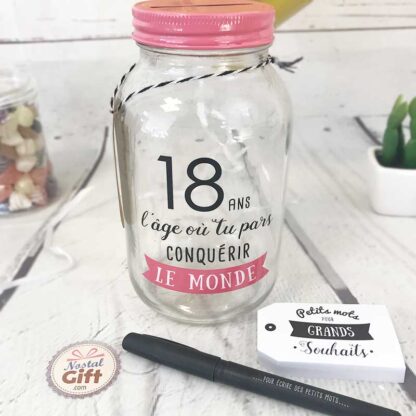 18 ANS
l'âge où tu pars
CONQUÉRIR
LE MONDE
Petits mots
POUR
GRANDS
Souhaits
....POUR ÉCRIRE DES PETITS MOTS....
Nostal
Gift
.com